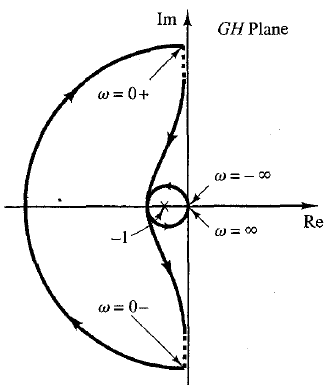 Im
GH Plane
ω = 0+
ω = −∞
−1
ω = ∞
Re
ω = 0−